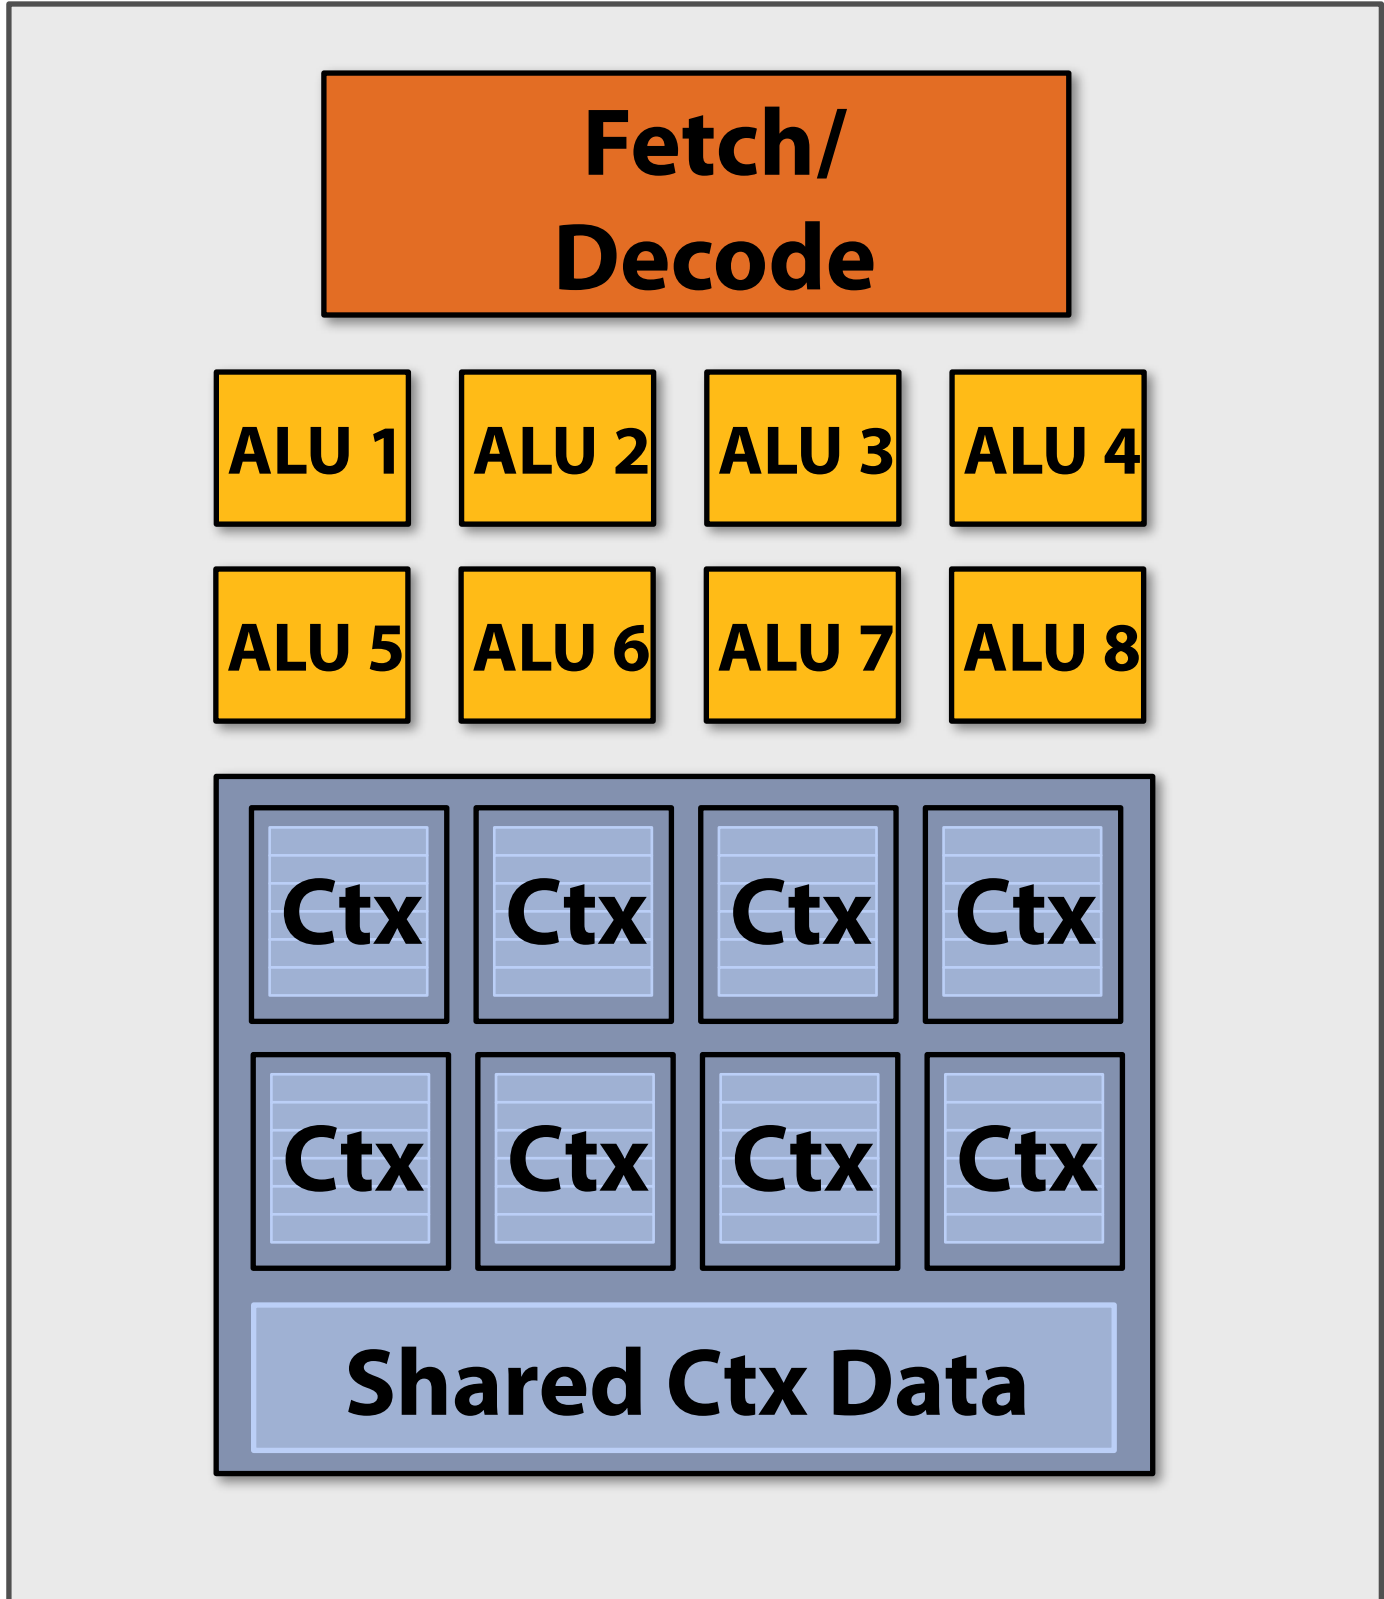 Fetch/
Decode
ALU 1 ALU 2 ALU 3 ALU 4
ALU 5 ALU 6 ALU 7 ALU 8
Ctx Ctx Ctx Ctx
Ctx Ctx Ctx Ctx
Shared Ctx Data